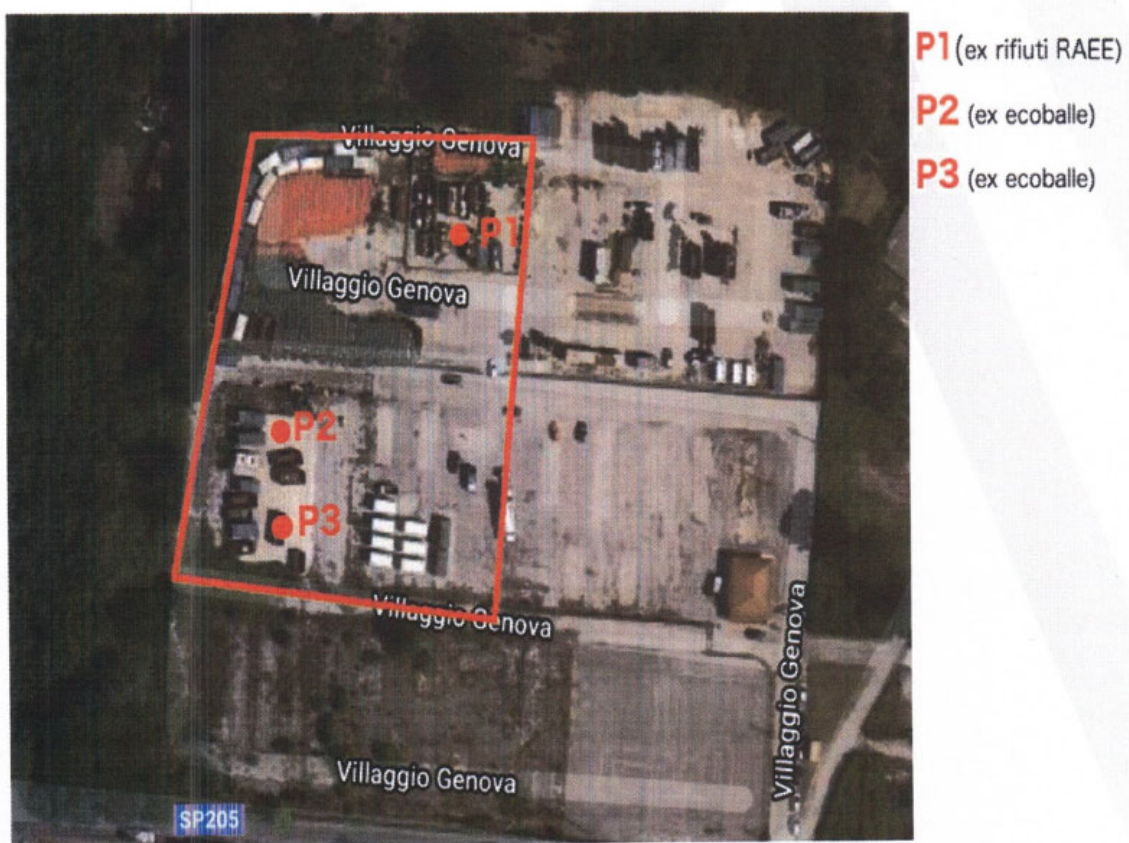 P1 (ex rifiuti RAEE)
P2 (ex ecoballe)
P3 (ex ecoballe)
Villaggio Genova
P1
Villaggio Genova
P2
P3
Villaggio Genova
Villaggio Genova
Villaggio Genova
SP205